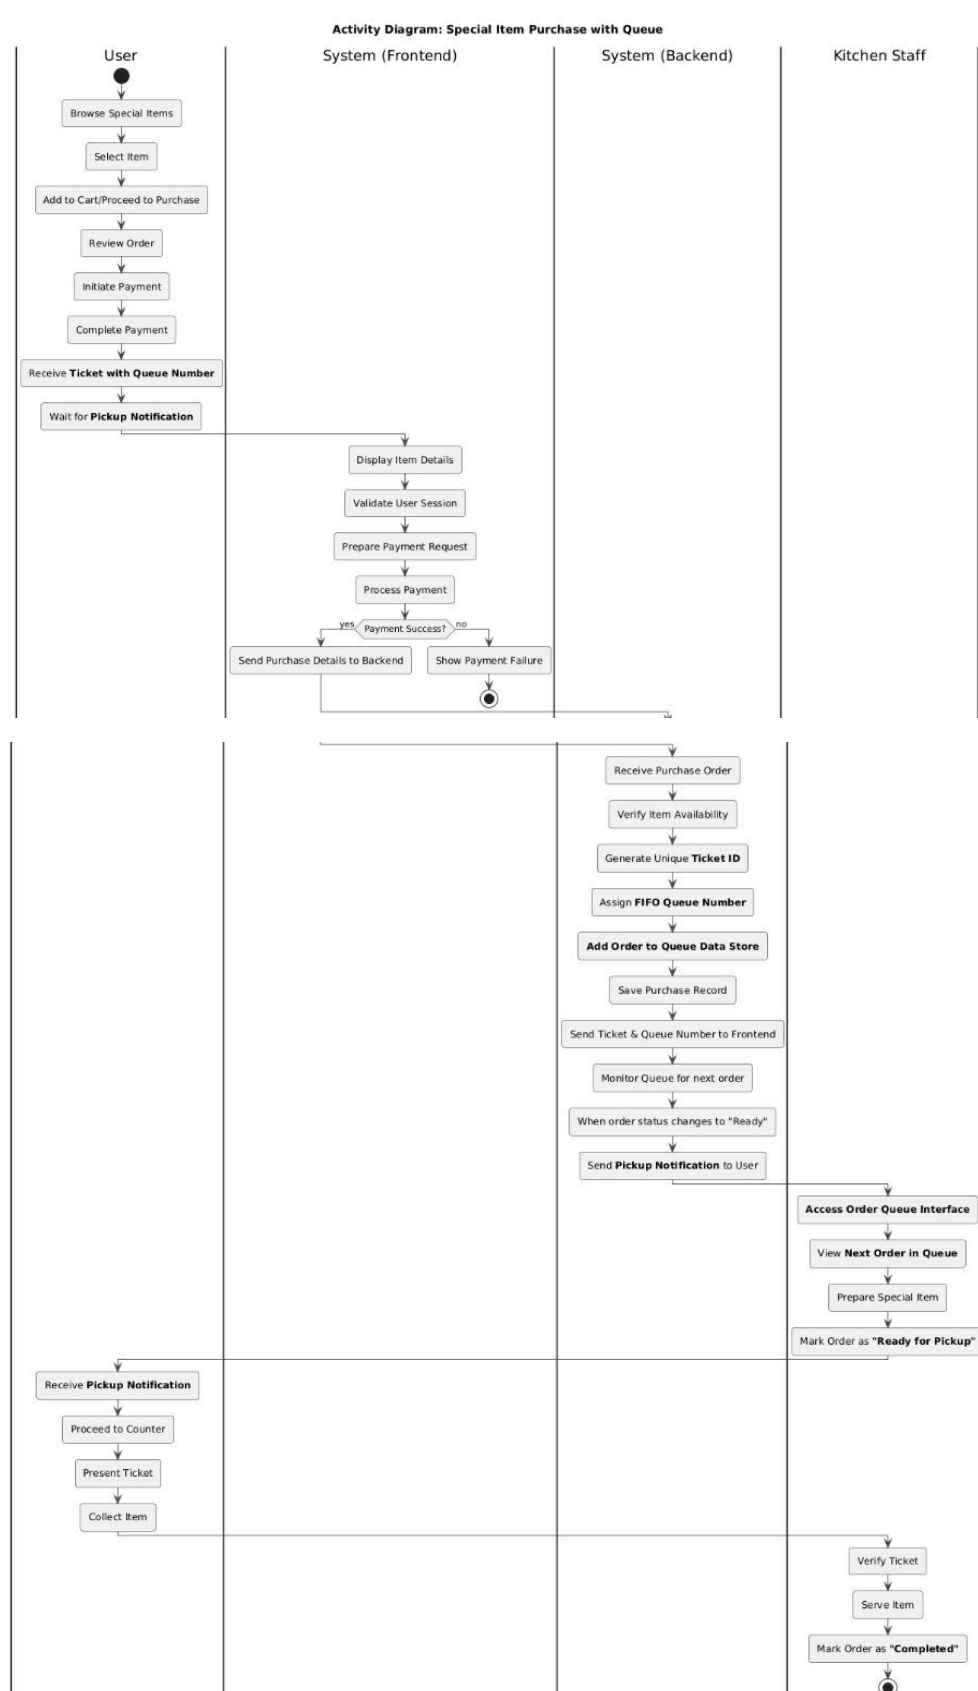 Activity Diagram: Special Item Purchase with Queue
User
System (Frontend)
System (Backend)
Kitchen Staff
Browse Special Items
Select Item
Add to Cart/Proceed to Purchase
Review Order
Initiate Payment
Complete Payment
Receive Ticket with Queue Number
Wait for Pickup Notification
Display Item Details
Validate User Session
Prepare Payment Request
Process Payment
yes
Payment Success?
no
Send Purchase Details to Backend
Show Payment Failure
Receive Purchase Order
Verify Item Availability
Generate Unique Ticket ID
Assign FIFO Queue Number
Add Order to Queue Data Store
Save Purchase Record
Send Ticket & Queue Number to Frontend
Monitor Queue for next order
When order status changes to "Ready"
Send Pickup Notification to User
Access Order Queue Interface
View Next Order in Queue
Prepare Special Item
Mark Order as "Ready for Pickup"
Receive Pickup Notification
Proceed to Counter
Present Ticket
Collect Item
Verify Ticket
Serve Item
Mark Order as "Completed"